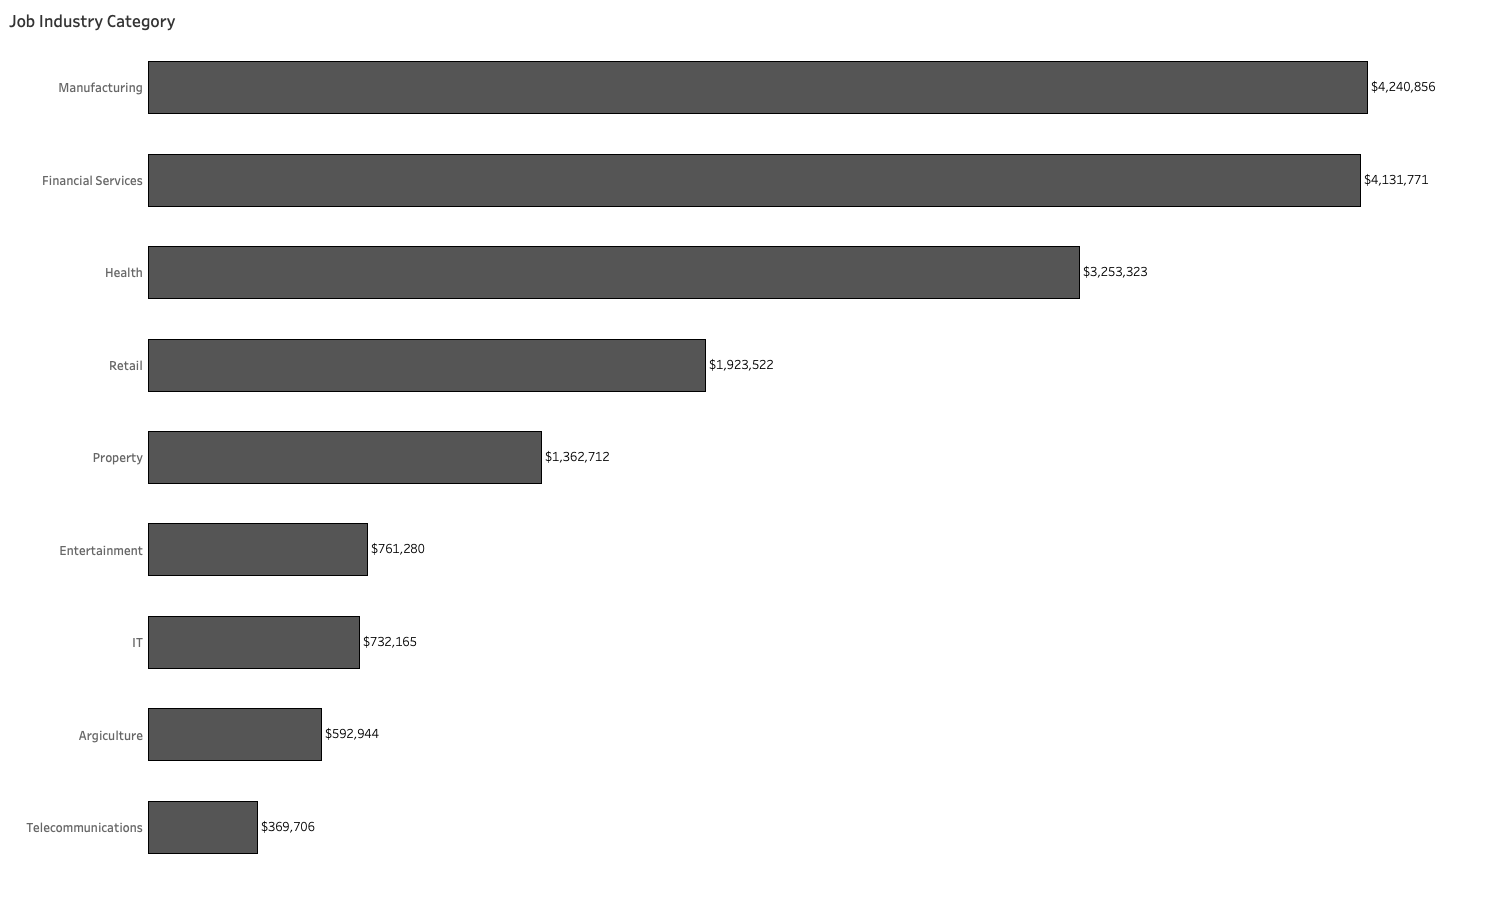 Job Industry Category
Manufacturing $4,240,856
Financial Services $4,131,771
Health $3,253,323
Retail $1,923,522
Property $1,362,712
Entertainment $761,280
IT $732,165
Argiculture $592,944
Telecommunications $369,706